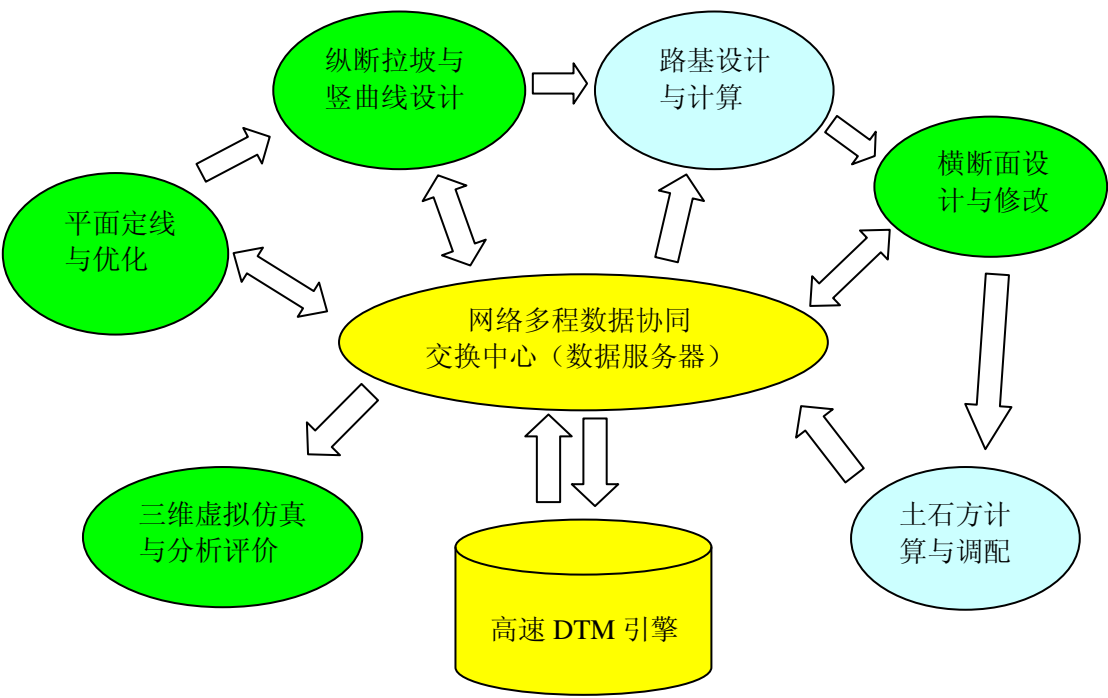 纵断拉坡与
竖曲线设计
路基设计
与计算
横断面设
计与修改
平面定线
与优化
网络多程数据协同
交换中心（数据服务器）
三维虚拟仿真
与分析评价
土石方计
算与调配
高速 DTM 引擎